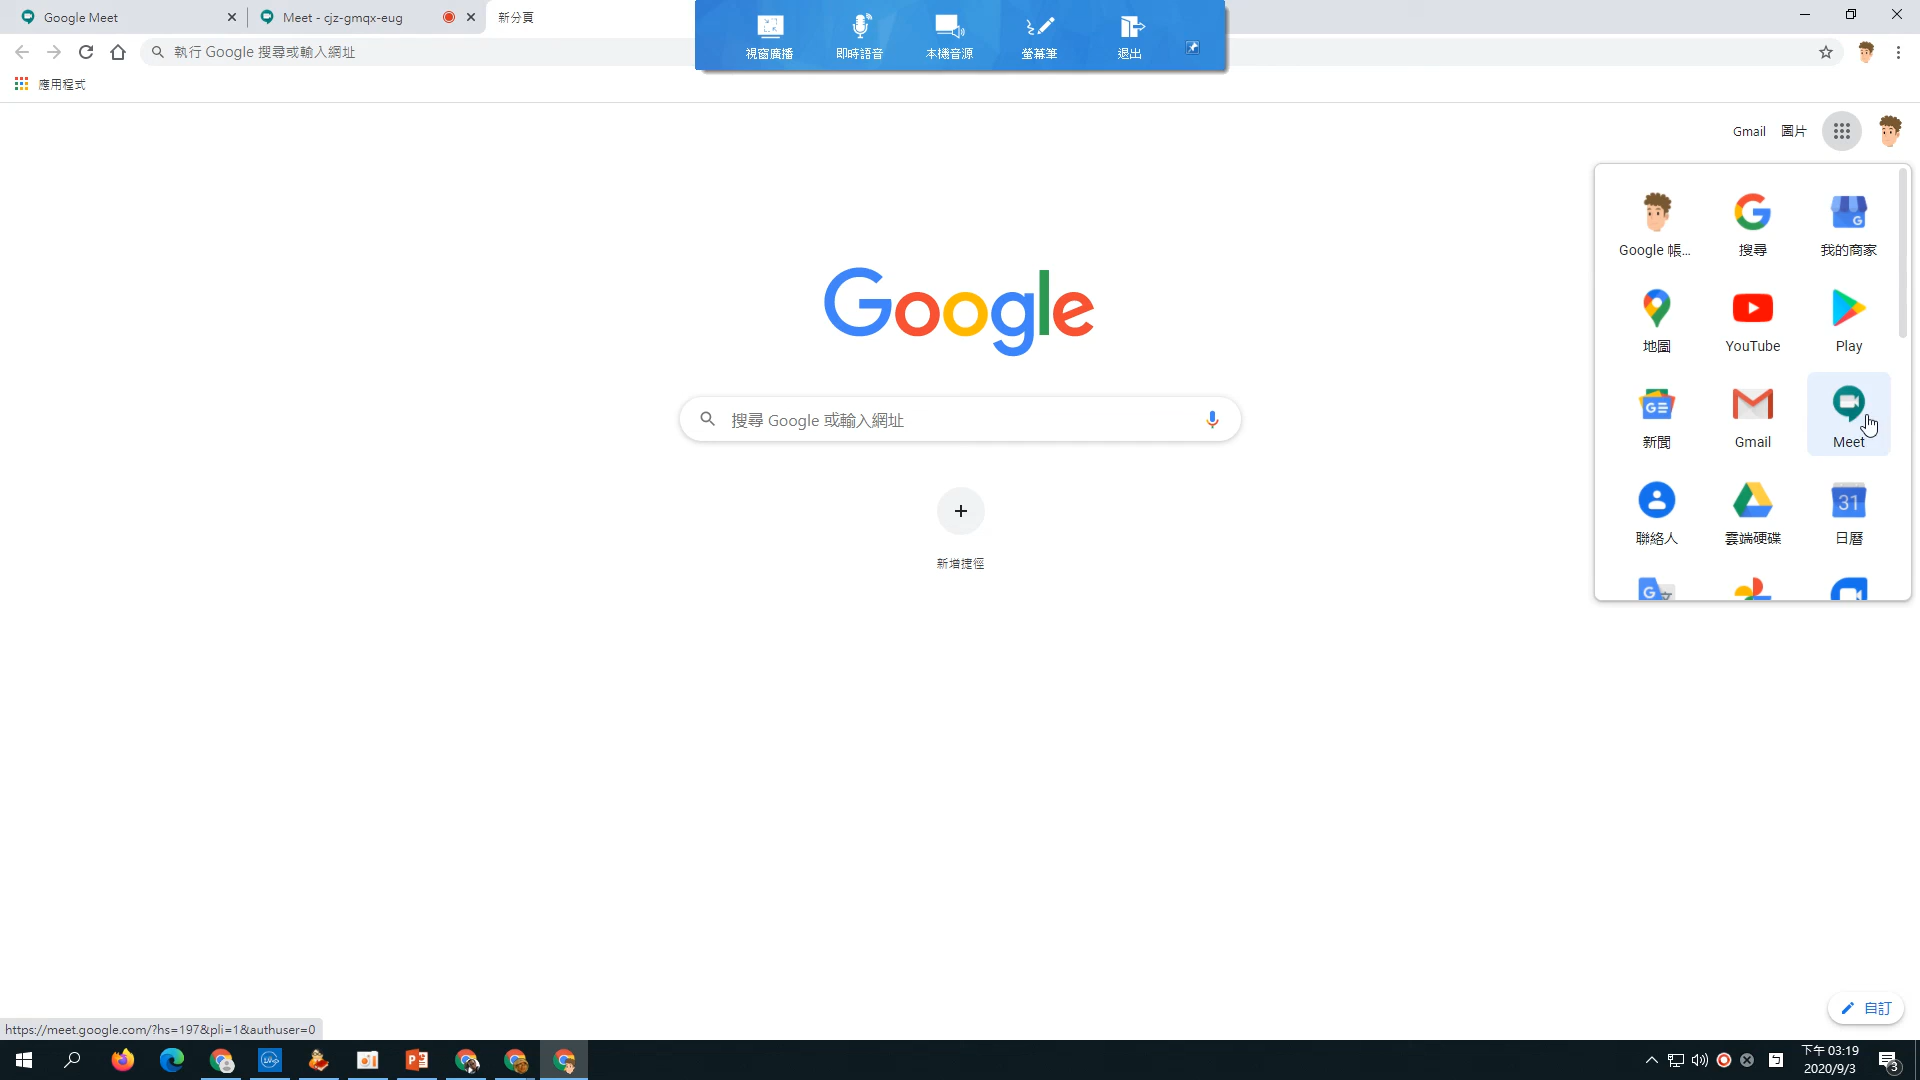 Google Meet
Meet - cjz-gmqx-eug
新分頁
視窗廣播
即時語音
本機音源
螢幕筆
退出
執行 Google 搜尋或輸入網址
應用程式
Gmail
圖片
Google 帳...
搜尋
我的商家
地圖
YouTube
Play
新聞
Gmail
Meet
聯絡人
雲端硬碟
31
日曆
Google
搜尋 Google 或輸入網址
新增捷徑
自訂
https://meet.google.com/?hs=197&pli=1&authuser=0
下午 03:19
2020/9/3
3